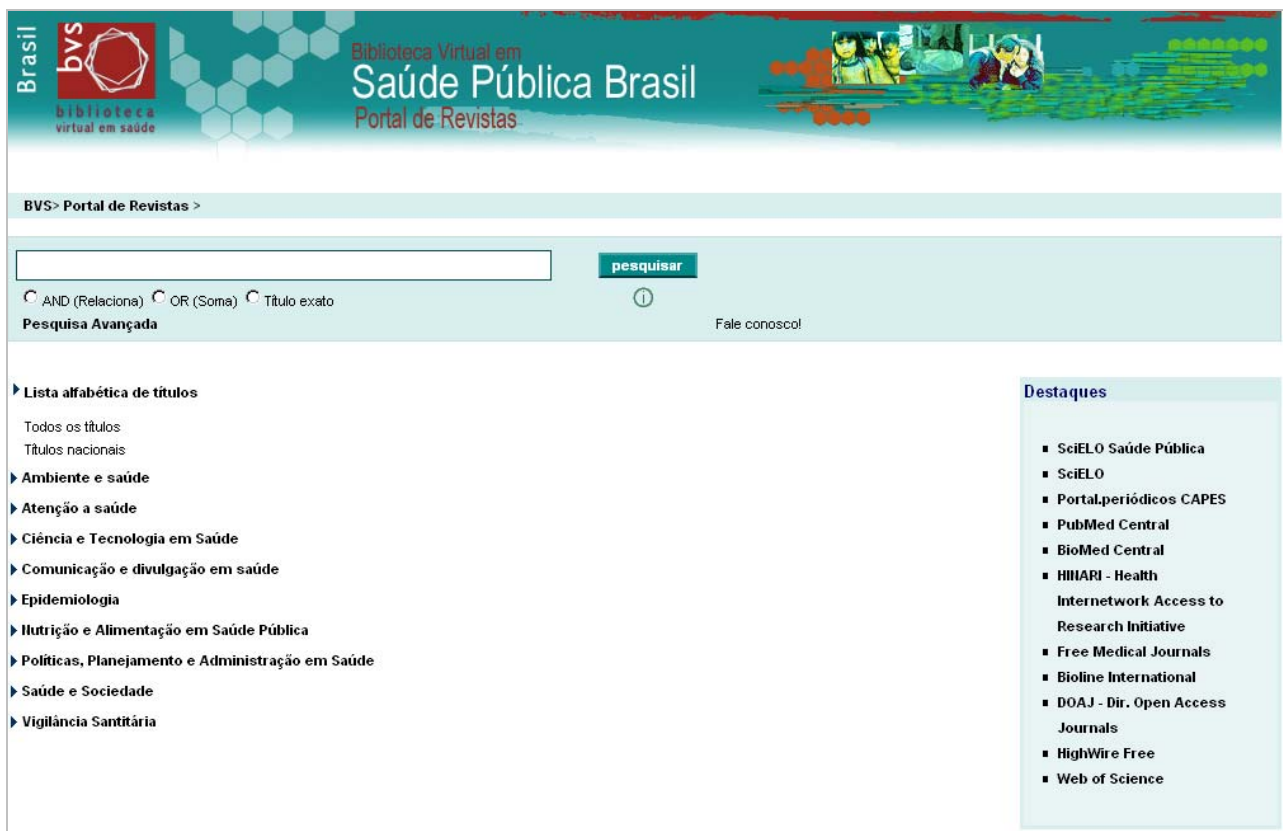 Brasil
bvs
biblioteca
virtual em saúde
Biblioteca Virtual em
Saúde Pública Brasil
Portal de Revistas
BVS> Portal de Revistas >
pesquisar
AND (Relaciona) OR (Soma) Título exato
i
Pesquisa Avançada
Fale conosco!
Lista alfabética de títulos
Todos os títulos
Títulos nacionais
Ambiente e saúde
Atenção a saúde
Ciência e Tecnologia em Saúde
Comunicação e divulgação em saúde
Epidemiologia
Nutrição e Alimentação em Saúde Pública
Políticas, Planejamento e Administração em Saúde
Saúde e Sociedade
Vigilância Santitária
Destaques
SciELO Saúde Pública
SciELO
Portal.periódicos CAPES
PubMed Central
BioMed Central
HINARI - Health
Internetwork Access to
Research Initiative
Free Medical Journals
Bioline International
DOAJ - Dir. Open Access
Journals
HighWire Free
Web of Science